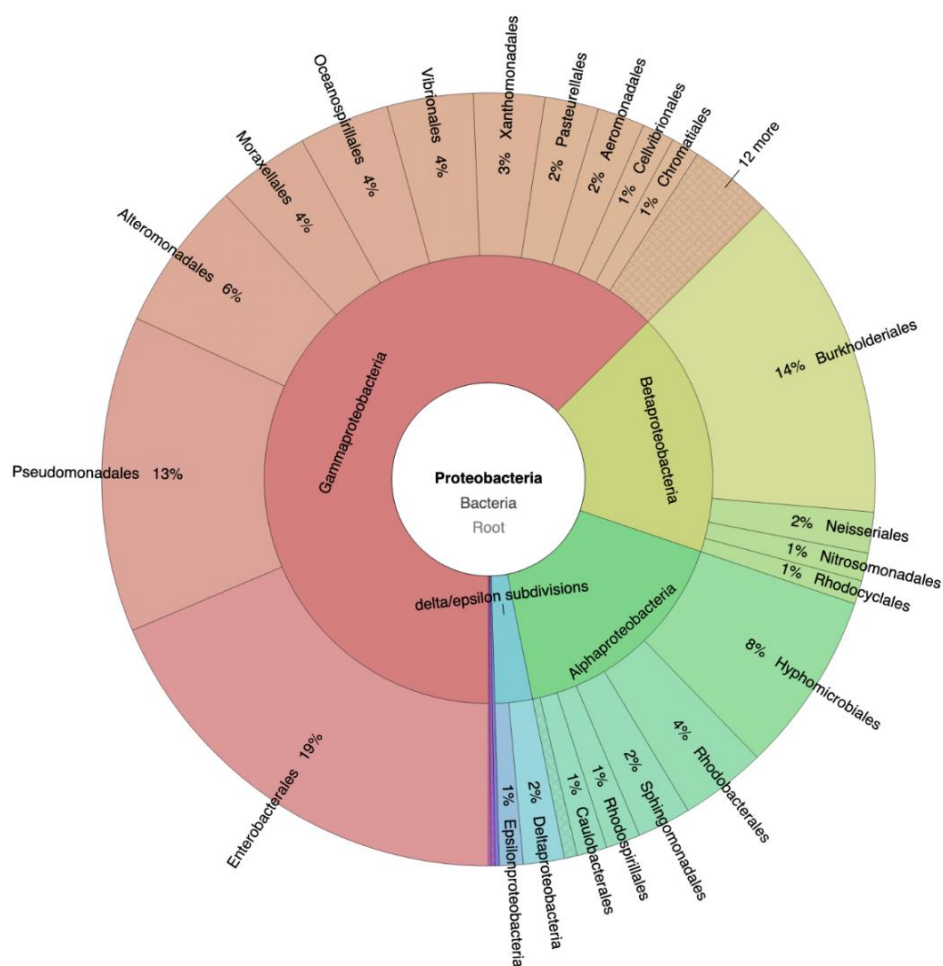 Proteobacteria
Bacteria
Root
Gammaproteobacteria
Betaproteobacteria
Alphaproteobacteria
delta/epsilon subdivisions
Enterobacterales 19%
Pseudomonadales 13%
Alteromonadales 6%
Moraxellales 4%
Oceanospirillales 4%
Vibrionales 4%
3% Xanthomonadales
2% Pasteurellales
2% Aeromonadales
1% Cellvibrionales
1% Chromatiales
12 more
14% Burkholderiales
2% Neisseriales
1% Nitrosomonadales
1% Rhodocyclales
8% Hyphomicrobiales
4% Rhodobacterales
2% Sphingomonadales
1% Rhodospirillales
1% Caulobacterales
2% Deltaproteobacteria
1% Epsilonproteobacteria